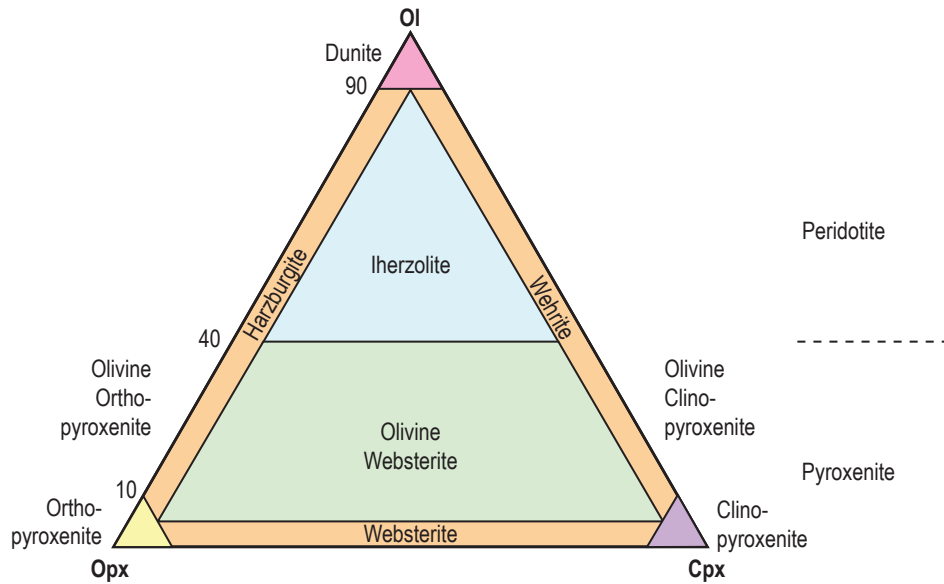 Ol
Dunite
90
Iherzolite
Peridotite
Harzburgite
Wehrite
40
Olivine
Ortho-
pyroxenite
Olivine
Clino-
pyroxenite
Olivine
Websterite
Pyroxenite
10
Ortho-
pyroxenite
Clino-
pyroxenite
Websterite
Opx
Cpx